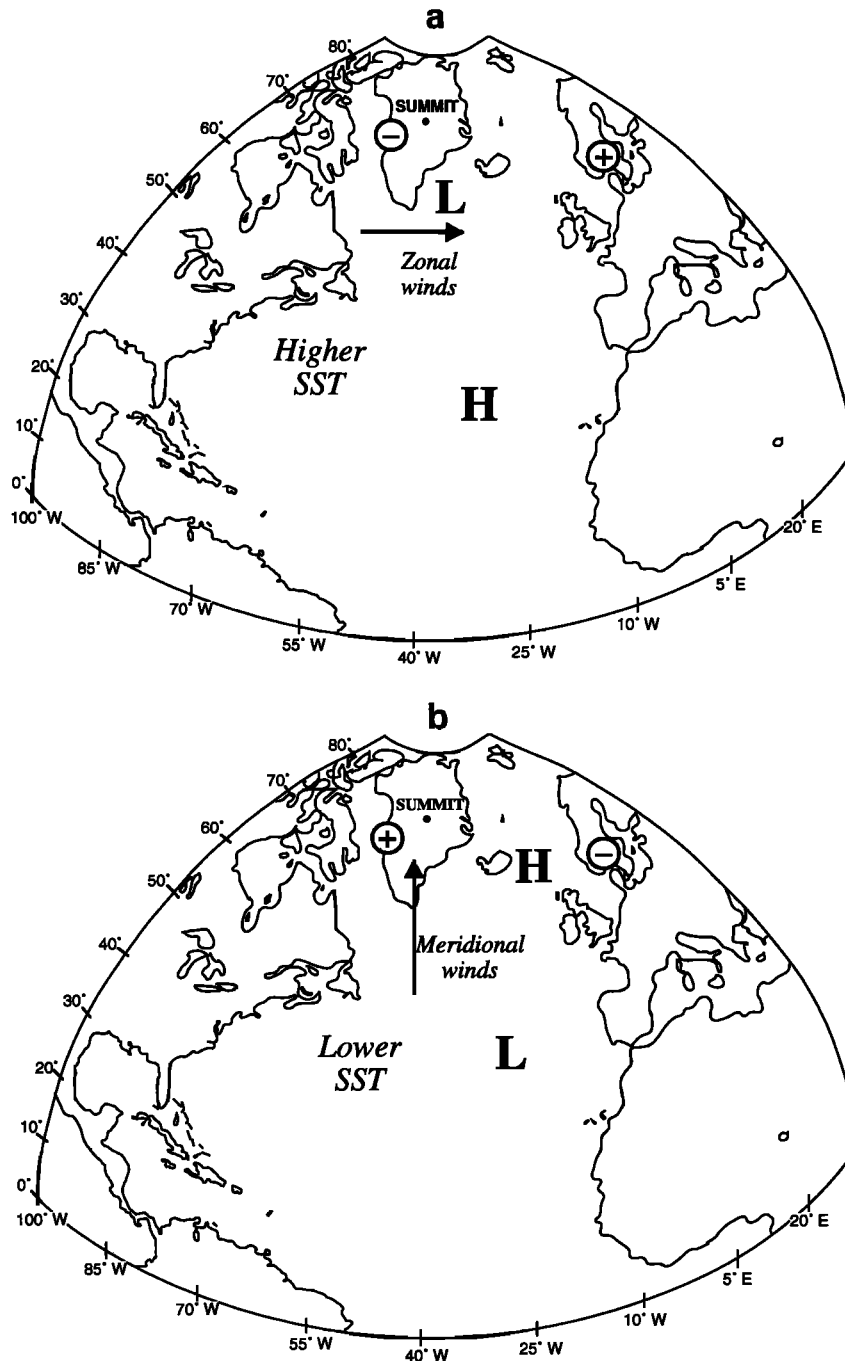 a
80°
70°
60°
50°
40°
30°
20°
10°
0°
SUMMIT
−
+
L
Zonal
winds
Higher
SST
H
100° W
85° W
70° W
55° W
40° W
25° W
10° W
5° E
20° E
b
80°
70°
60°
50°
40°
30°
20°
10°
0°
SUMMIT
+
−
H
Meridional
winds
Lower
SST
L
100° W
85° W
70° W
55° W
40° W
25° W
10° W
5° E
20° E